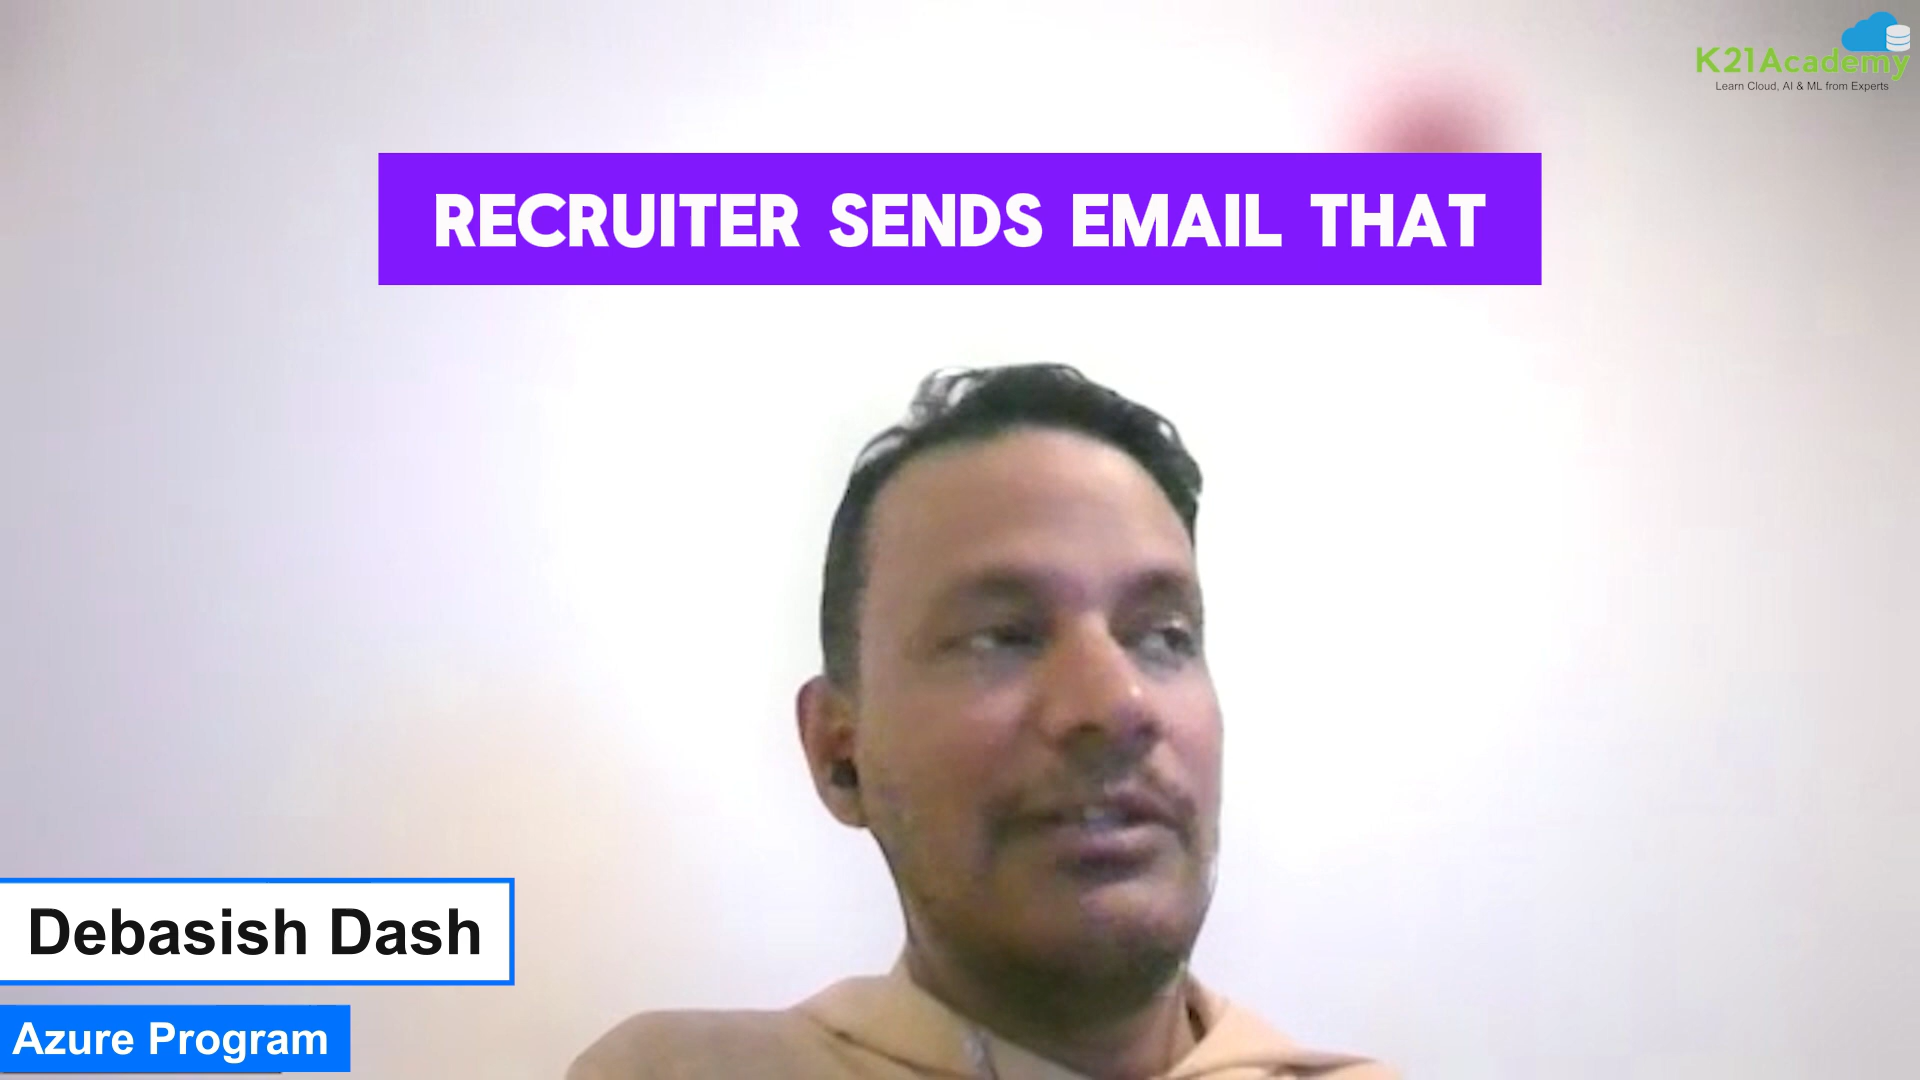 K21Academy
Learn Cloud, AI & ML from Experts
RECRUITER SENDS EMAIL THAT
Debasish Dash
Azure Program